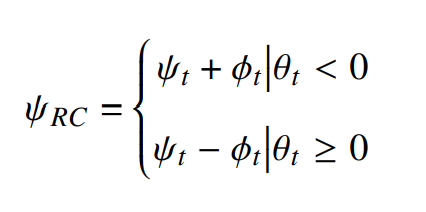 ψ_RC = { ψ_t + ϕ_t|θ_t < 0
ψ_t − ϕ_t|θ_t ≥ 0